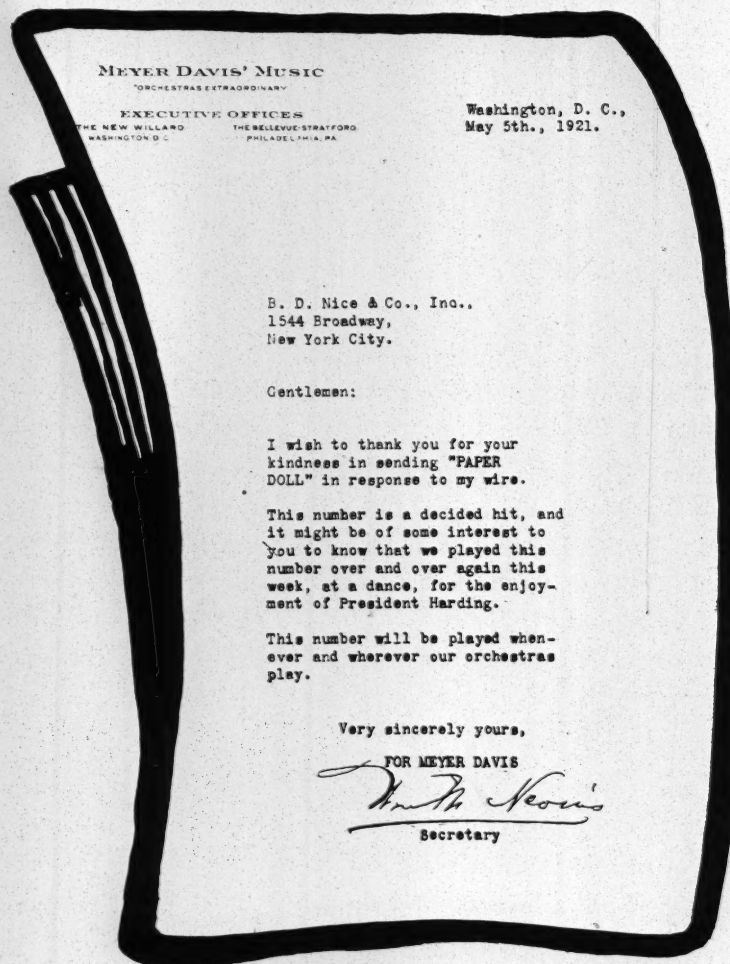 MEYER DAVIS' MUSIC
"ORCHESTRAS EXTRAORDINARY
EXECUTIVE OFFICES
THE NEW WILLARD THE BELLEVUE-STRATFORD
WASHINGTON D C PHILADELPHIA, PA
Washington, D. C.,
May 5th., 1921.
B. D. Nice & Co., Inc.,
1544 Broadway,
New York City.
Gentlemen:
I wish to thank you for your
kindness in sending "PAPER
DOLL" in response to my wire.
This number is a decided hit, and
it might be of some interest to
you to know that we played this
number over and over again this
week, at a dance, for the enjoy-
ment of President Harding.
This number will be played when-
ever and wherever our orchestras
play.
Very sincerely yours,
FOR MEYER DAVIS
Secretary